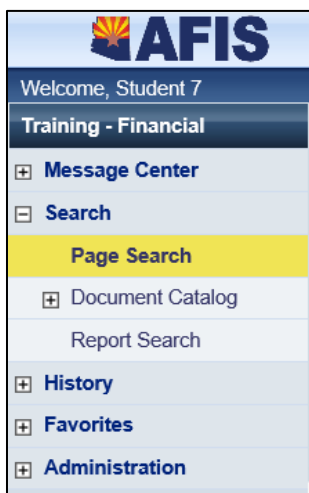 AFIS
Welcome, Student 7
Training - Financial
Message Center
Search
Page Search
Document Catalog
Report Search
History
Favorites
Administration